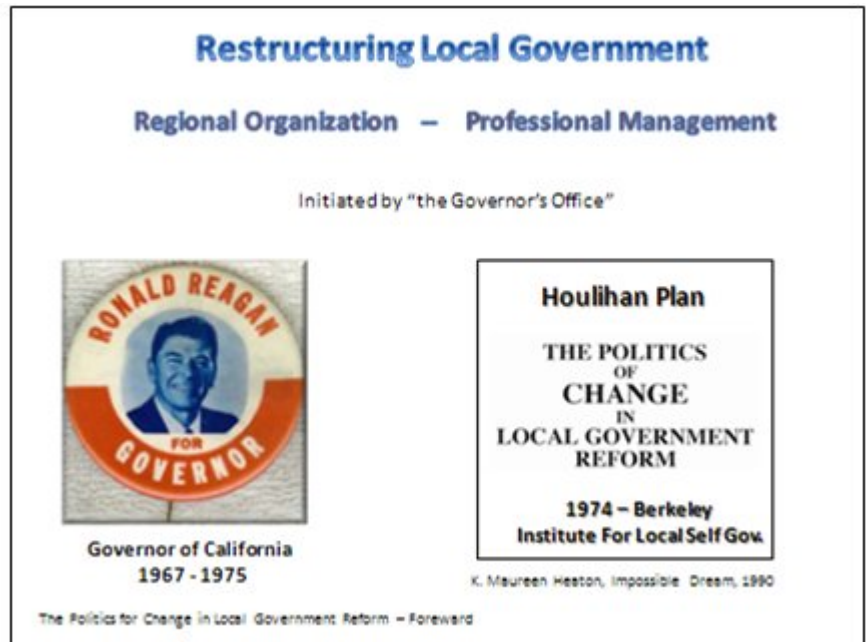 Restructuring Local Government
Regional Organization – Professional Management
Initiated by "the Governor's Office"
RONALD REAGAN
FOR
GOVERNOR
Governor of California
1967 - 1975
Houlihan Plan
THE POLITICS
OF
CHANGE
IN
LOCAL GOVERNMENT
REFORM
1974 – Berkeley
Institute For Local Self Gov.
K. Maureen Heaton, Impossible Dream, 1990
The Politics for Change in Local Government Reform – Foreward